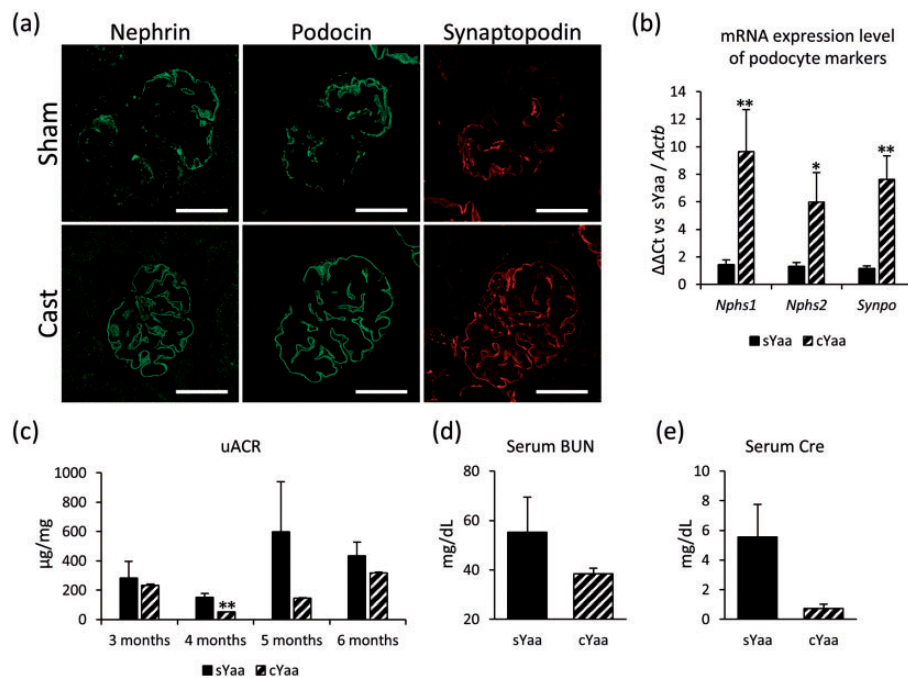 (a)
Nephrin Podocin Synaptopodin
Sham
Cast
(b)
mRNA expression level
of podocyte markers
ΔΔCt vs sYaa / Actb
14
12
10
8
6
4
2
0
** * **
Nphs1 Nphs2 Synpo
sYaa cYaa
(c)
uACR
µg/mg
1000
800
600
400
200
0
**
3 months 4 months 5 months 6 months
sYaa cYaa
(d)
Serum BUN
mg/dL
80
60
40
20
sYaa cYaa
(e)
Serum Cre
mg/dL
10
8
6
4
2
0
sYaa cYaa